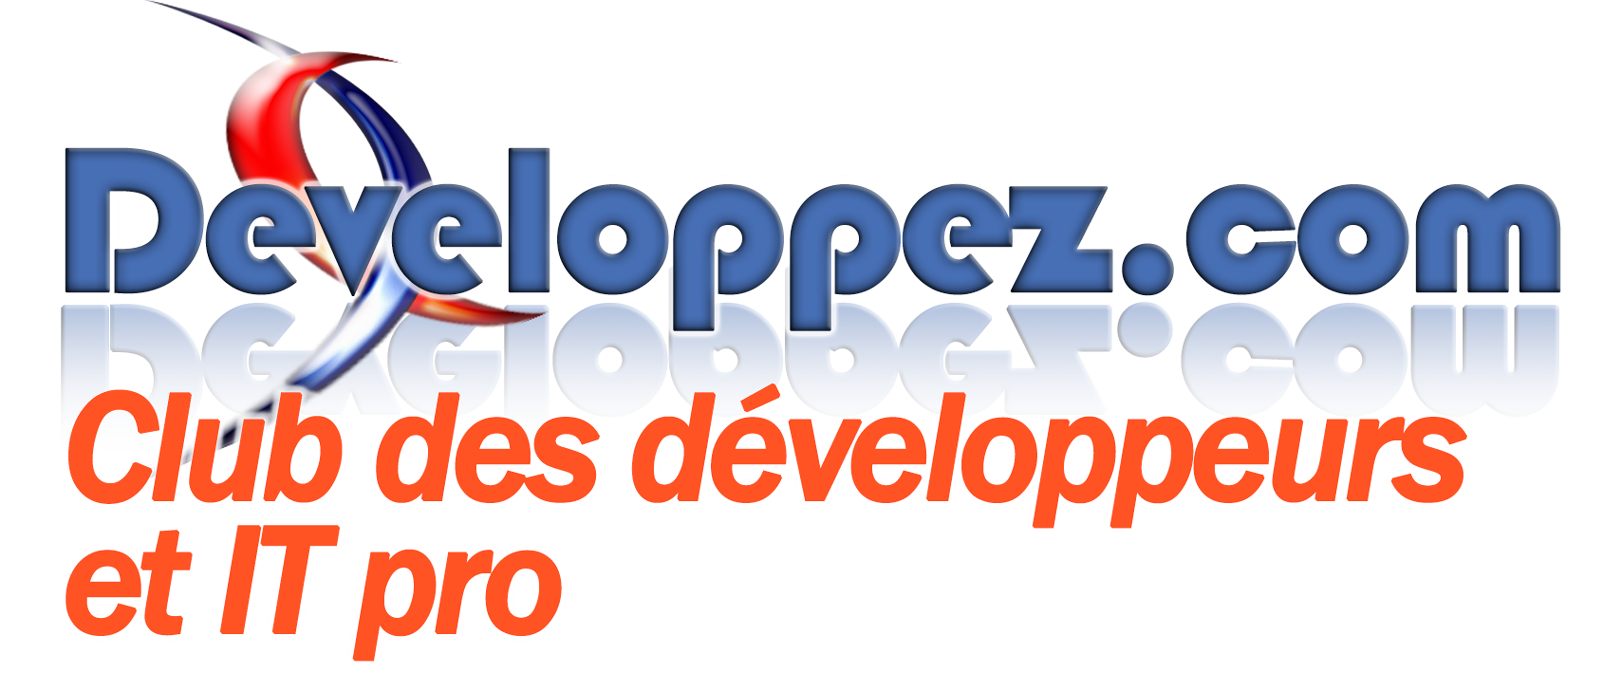 Developpez.com
Club des développeurs
et IT pro